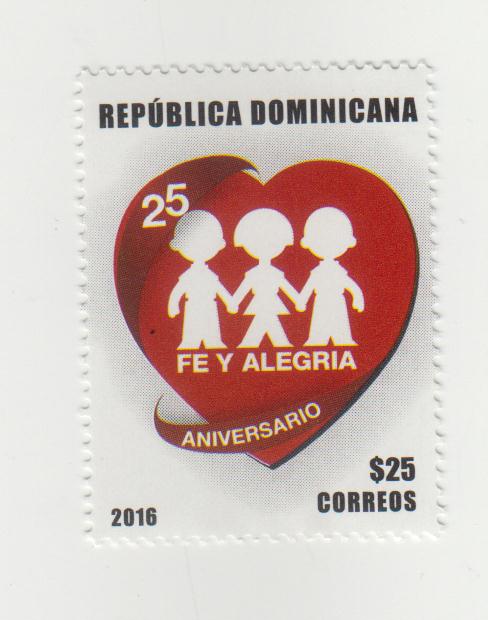 REPÚBLICA DOMINICANA
25
FE Y ALEGRIA
ANIVERSARIO
$25
CORREOS
2016